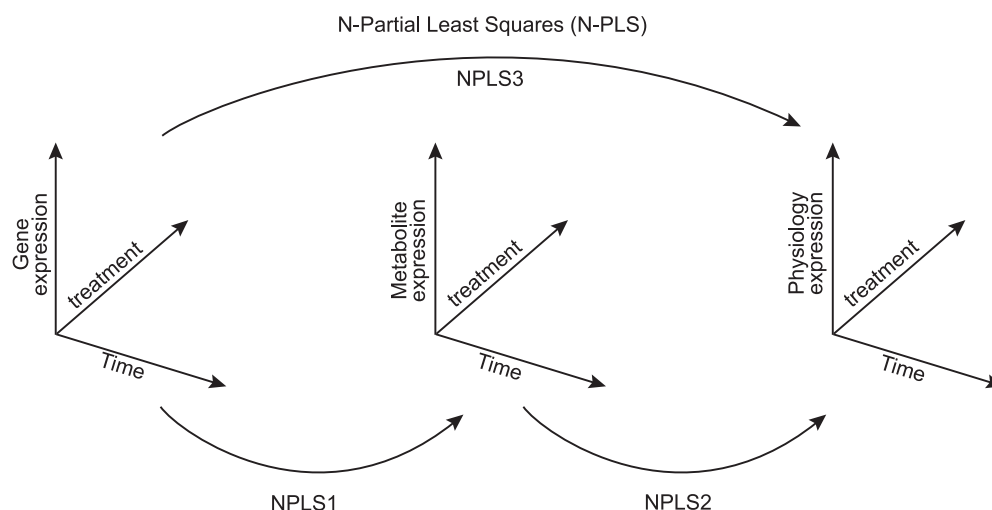 N-Partial Least Squares (N-PLS)
NPLS3
Gene
expression
treatment
Time
Metabolite
expression
treatment
Time
Physiology
expression
treatment
Time
NPLS1
NPLS2